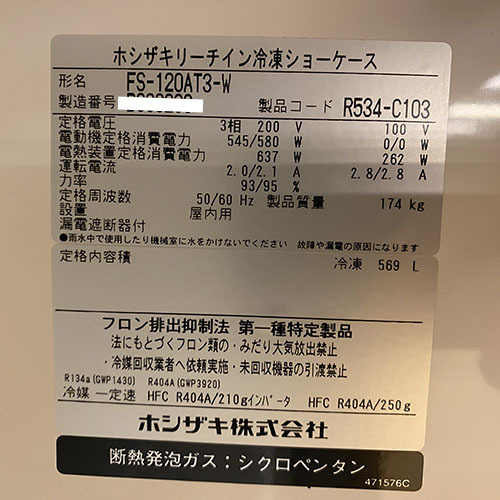 ホシザキリーチイン冷凍ショーケース
形名 FS-120AT3-W
製造番号 製品コード R534-C103
定格電圧 3相 200 V 100 V
電動機定格消費電力 545/580 W 0/0 W
電熱装置定格消費電力 637 W 262 W
運転電流 2.0/2.1 A 2.8/2.8 A
力率 93/95 %
定格周波数 50/60 Hz 製品質量 174 kg
設置 屋内用
漏電遮断器付
●雨水中で使用したり機械室に水をかけないでください 故障や漏電の原因になります
定格内容積 冷凍 569 L
フロン排出抑制法 第一種特定製品
法にもとづくフロン類の・みだり大気放出禁止
・冷媒回収業者へ依頼実施・未回収機器の引渡禁止
R134a(GWP1430) R404A(GWP3920)
冷媒 一定速 HFC R404A/210gインバータ HFC R404A/250g
ホシザキ株式会社
断熱発泡ガス：シクロペンタン
471576C